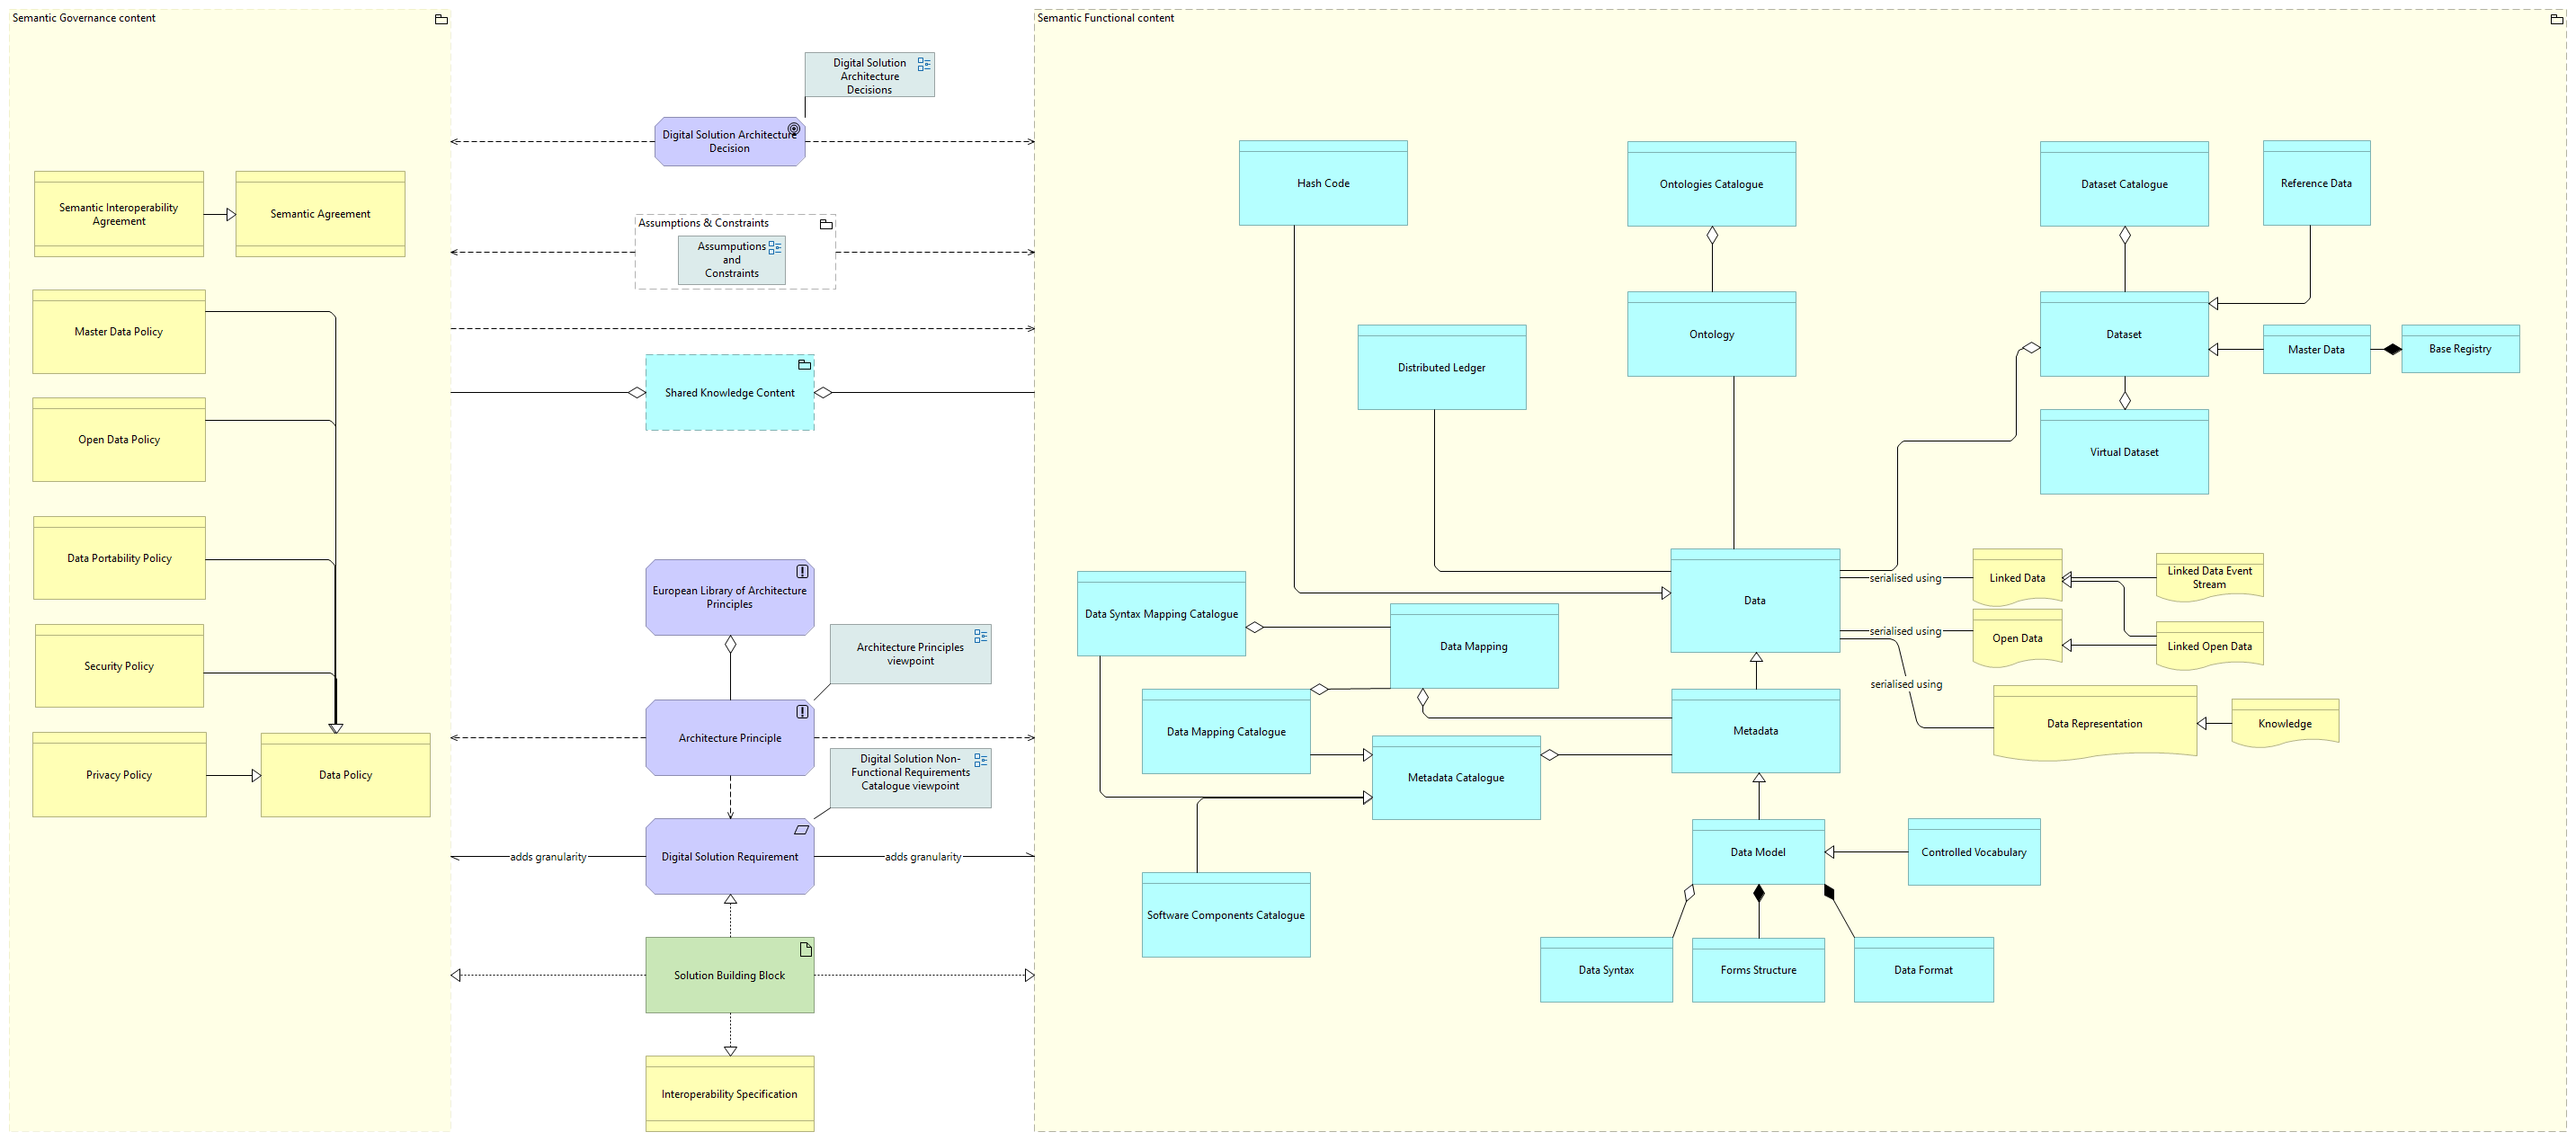 Semantic Governance content
Semantic Interoperability
Agreement
Semantic Agreement
Master Data Policy
Open Data Policy
Data Portability Policy
Security Policy
Privacy Policy
Data Policy
Digital Solution
Architecture
Decisions
Digital Solution Architecture
Decision
Assumptions & Constraints
Assumputions
and
Constraints
Shared Knowledge Content
European Library of Architecture
Principles
Architecture Principles
viewpoint
Architecture Principle
Digital Solution Non-
Functional Requirements
Catalogue viewpoint
adds granularity
Digital Solution Requirement
adds granularity
Solution Building Block
Interoperability Specification
Semantic Functional content
Hash Code
Ontologies Catalogue
Dataset Catalogue
Reference Data
Distributed Ledger
Ontology
Dataset
Master Data
Base Registry
Virtual Dataset
Data Syntax Mapping Catalogue
Data Mapping
Data
serialised using
Linked Data
Linked Data Event
Stream
serialised using
Open Data
Linked Open Data
serialised using
Data Representation
Knowledge
Data Mapping Catalogue
Metadata Catalogue
Metadata
Data Model
Controlled Vocabulary
Software Components Catalogue
Data Syntax
Forms Structure
Data Format